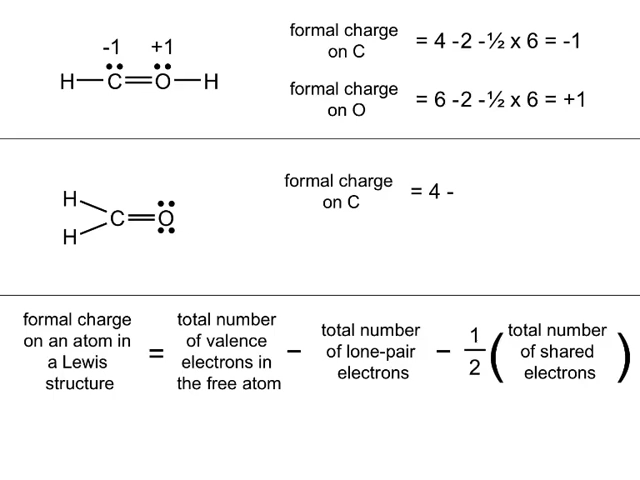 -1 +1
H C O H
formal charge
on C
= 4 -2 -½ x 6 = -1
formal charge
on O
= 6 -2 -½ x 6 = +1
H
C O
H
formal charge
on C
= 4 -
formal charge
on an atom in
a Lewis
structure
=
total number
of valence
electrons in
the free atom
−
total number
of lone-pair
electrons
−
1
2
(
total number
of shared
electrons
)